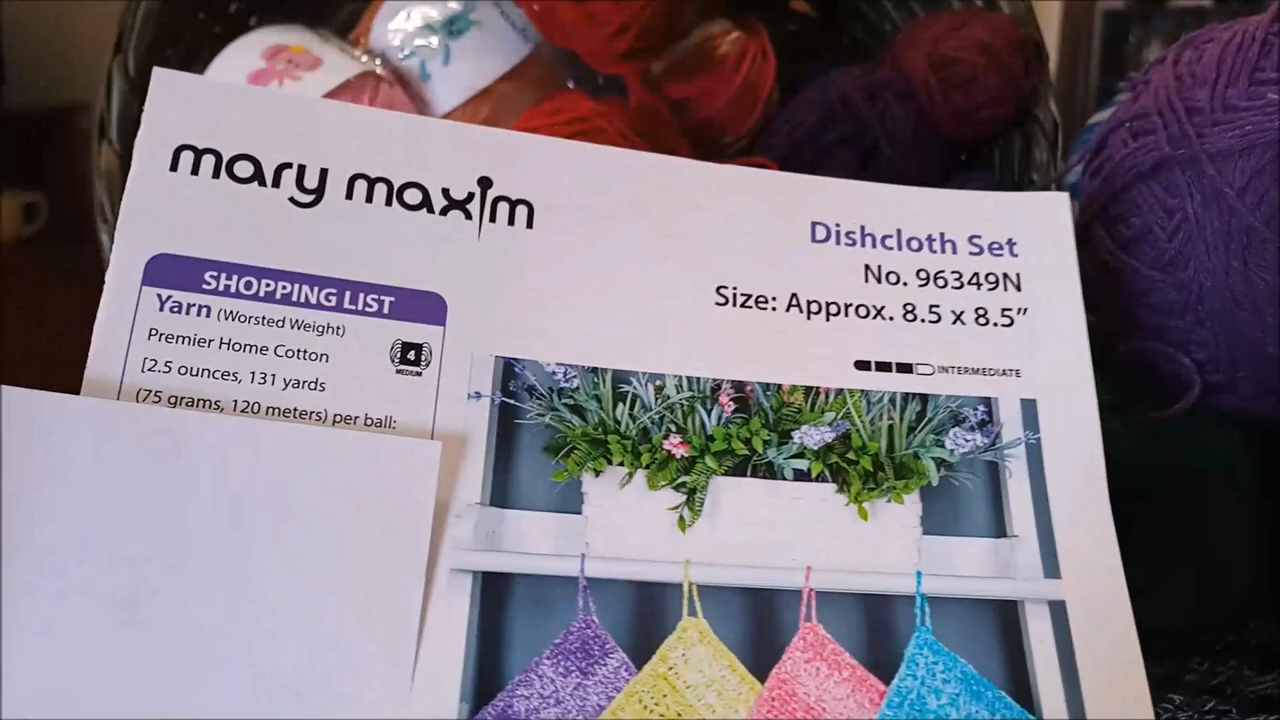 mary maxim
Dishcloth Set
No. 96349N
Size: Approx. 8.5 x 8.5”
INTERMEDIATE
SHOPPING LIST
Yarn (Worsted Weight)
Premier Home Cotton
[2.5 ounces, 131 yards
(75 grams, 120 meters) per ball:
4
MEDIUM